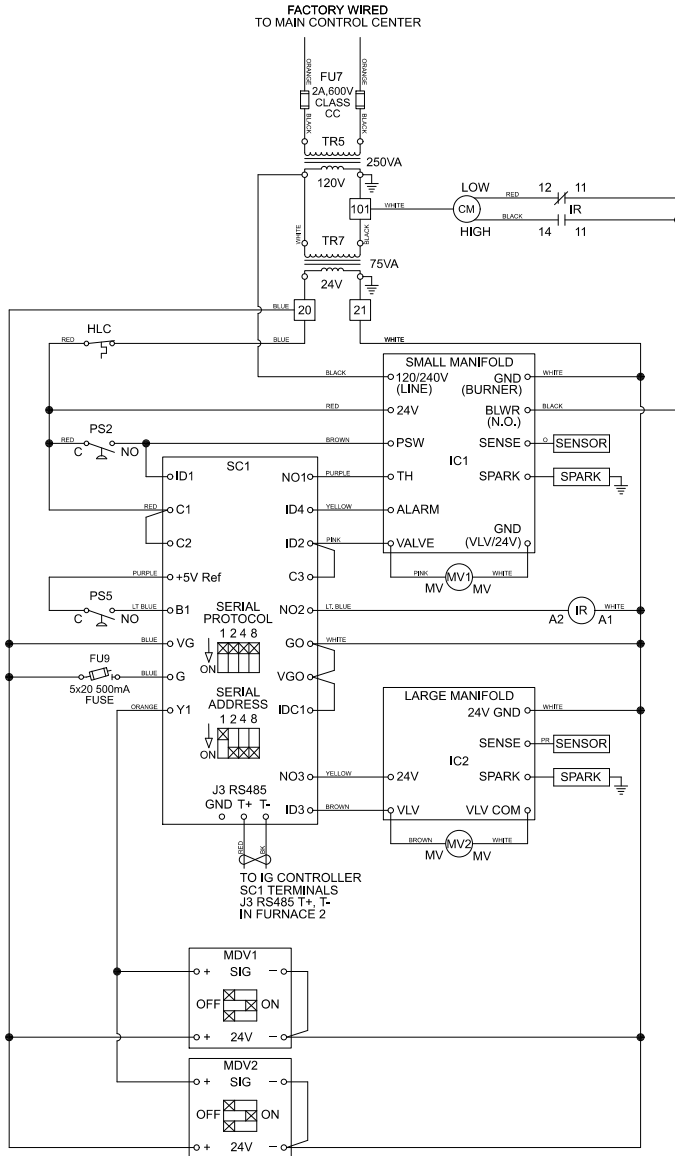 FACTORY WIRED
TO MAIN CONTROL CENTER
ORANGE
ORANGE
FU7
2A,600V
CLASS
CC
BLACK
BLACK
TR5
250VA
120V
LOW
RED
12
11
101
WHITE
CM
IR
BLACK
HIGH
14
11
WHITE
BLACK
TR7
75VA
24V
BLUE
20
21
HLC
RED
BLUE
WHITE
SMALL MANIFOLD
BLACK
120/240V
(LINE)
GND
(BURNER)
WHITE
RED
24V
BLWR
(N.O.)
BLACK
PS2
RED
C
NO
BROWN
PSW
SENSE
O
SENSOR
SC1
IC1
ID1
NO1
PURPLE
TH
SPARK
SPARK
RED
C1
ID4
YELLOW
ALARM
C2
ID2
PINK
VALVE
GND
(VLV/24V)
PURPLE
+5V Ref
C3
PINK
MV1
WHITE
MV
MV
PS5
C
NO
LT BLUE
B1
SERIAL
PROTOCOL
1 2 4 8
ON
NO2
LT. BLUE
A2
IR
A1
WHITE
BLUE
VG
GO
WHITE
FU9
5x20 500mA
FUSE
BLUE
G
VGO
SERIAL
ADDRESS
1 2 4 8
ON
LARGE MANIFOLD
ORANGE
Y1
IDC1
24V GND
WHITE
SENSE
PR
SENSOR
IC2
NO3
YELLOW
24V
SPARK
SPARK
J3 RS485
GND T+ T-
ID3
BROWN
VLV
VLV COM
RED
BK
BROWN
MV2
WHITE
MV
MV
TO IG CONTROLLER
SC1 TERMINALS
J3 RS485 T+, T-
IN FURNACE 2
MDV1
+ SIG -
OFF
ON
+ 24V -
MDV2
+ SIG -
OFF
ON
+ 24V -